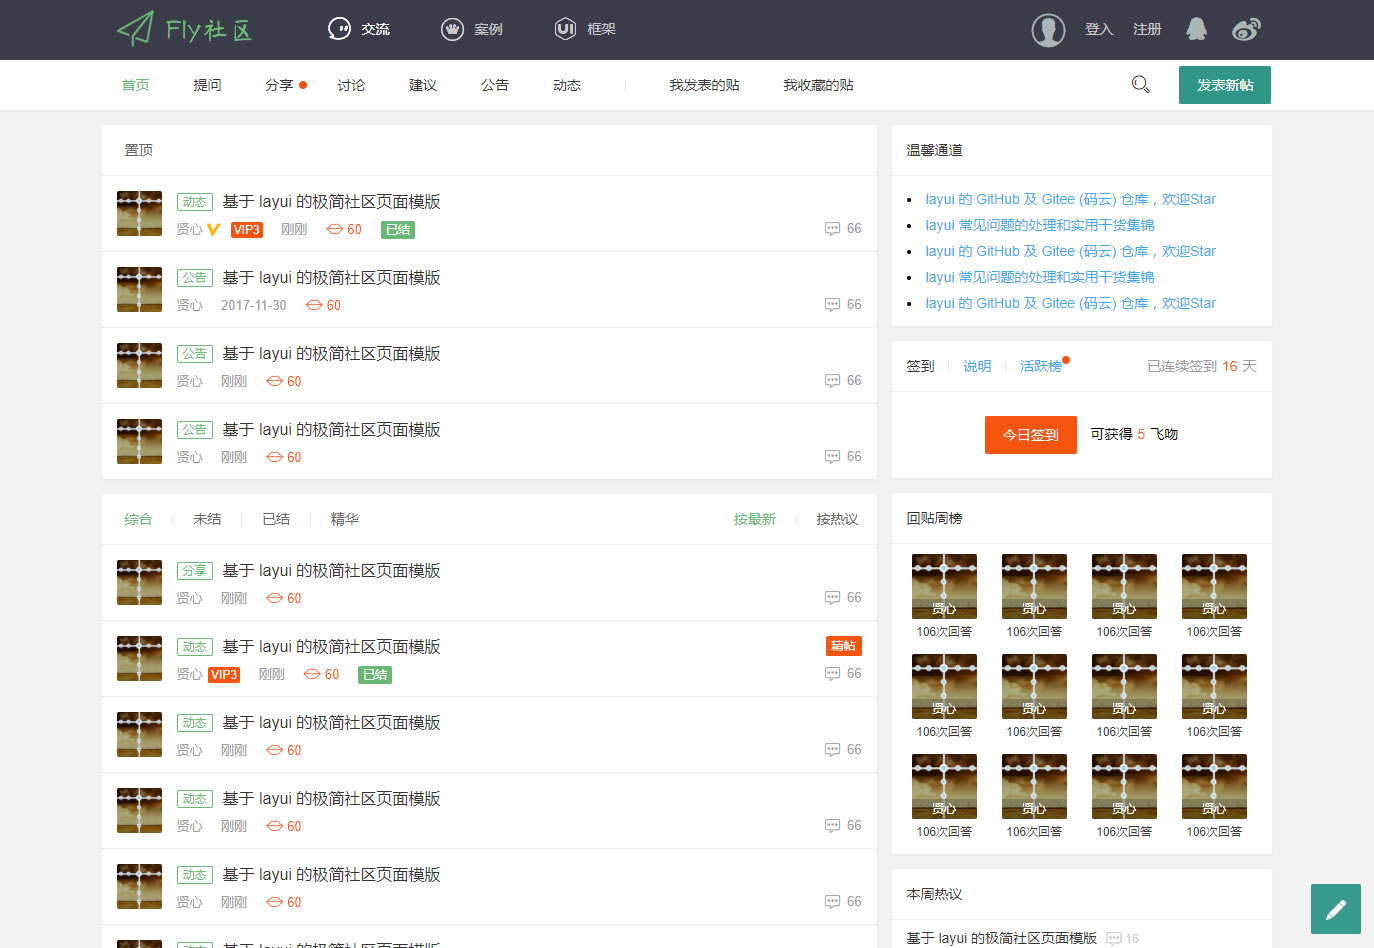 Fly社区 交流 案例 框架 登入 注册
首页 提问 分享 讨论 建议 公告 动态 我发表的贴 我收藏的贴 发表新帖
置顶
动态 基于 layui 的极简社区页面模版
贤心 V VIP3 刚刚 60 已结 66
公告 基于 layui 的极简社区页面模版
贤心 2017-11-30 60 66
公告 基于 layui 的极简社区页面模版
贤心 刚刚 60 66
公告 基于 layui 的极简社区页面模版
贤心 刚刚 60 66
综合 未结 已结 精华 按最新 按热议
分享 基于 layui 的极简社区页面模版
贤心 刚刚 60 66
动态 基于 layui 的极简社区页面模版 精帖
贤心 VIP3 刚刚 60 已结 66
动态 基于 layui 的极简社区页面模版
贤心 刚刚 60 66
动态 基于 layui 的极简社区页面模版
贤心 刚刚 60 66
动态 基于 layui 的极简社区页面模版
贤心 刚刚 60 66
动态 基于 layui 的极简社区页面模版
温馨通道
layui 的 GitHub 及 Gitee (码云) 仓库，欢迎Star
layui 常见问题的处理和实用干货集锦
layui 的 GitHub 及 Gitee (码云) 仓库，欢迎Star
layui 常见问题的处理和实用干货集锦
layui 的 GitHub 及 Gitee (码云) 仓库，欢迎Star
签到 说明 活跃榜 已连续签到 16 天
今日签到 可获得 5 飞吻
回贴周榜
贤心 贤心 贤心 贤心
106次回答 106次回答 106次回答 106次回答
贤心 贤心 贤心 贤心
106次回答 106次回答 106次回答 106次回答
贤心 贤心 贤心 贤心
106次回答 106次回答 106次回答 106次回答
本周热议
基于 layui 的极简社区页面模版 16